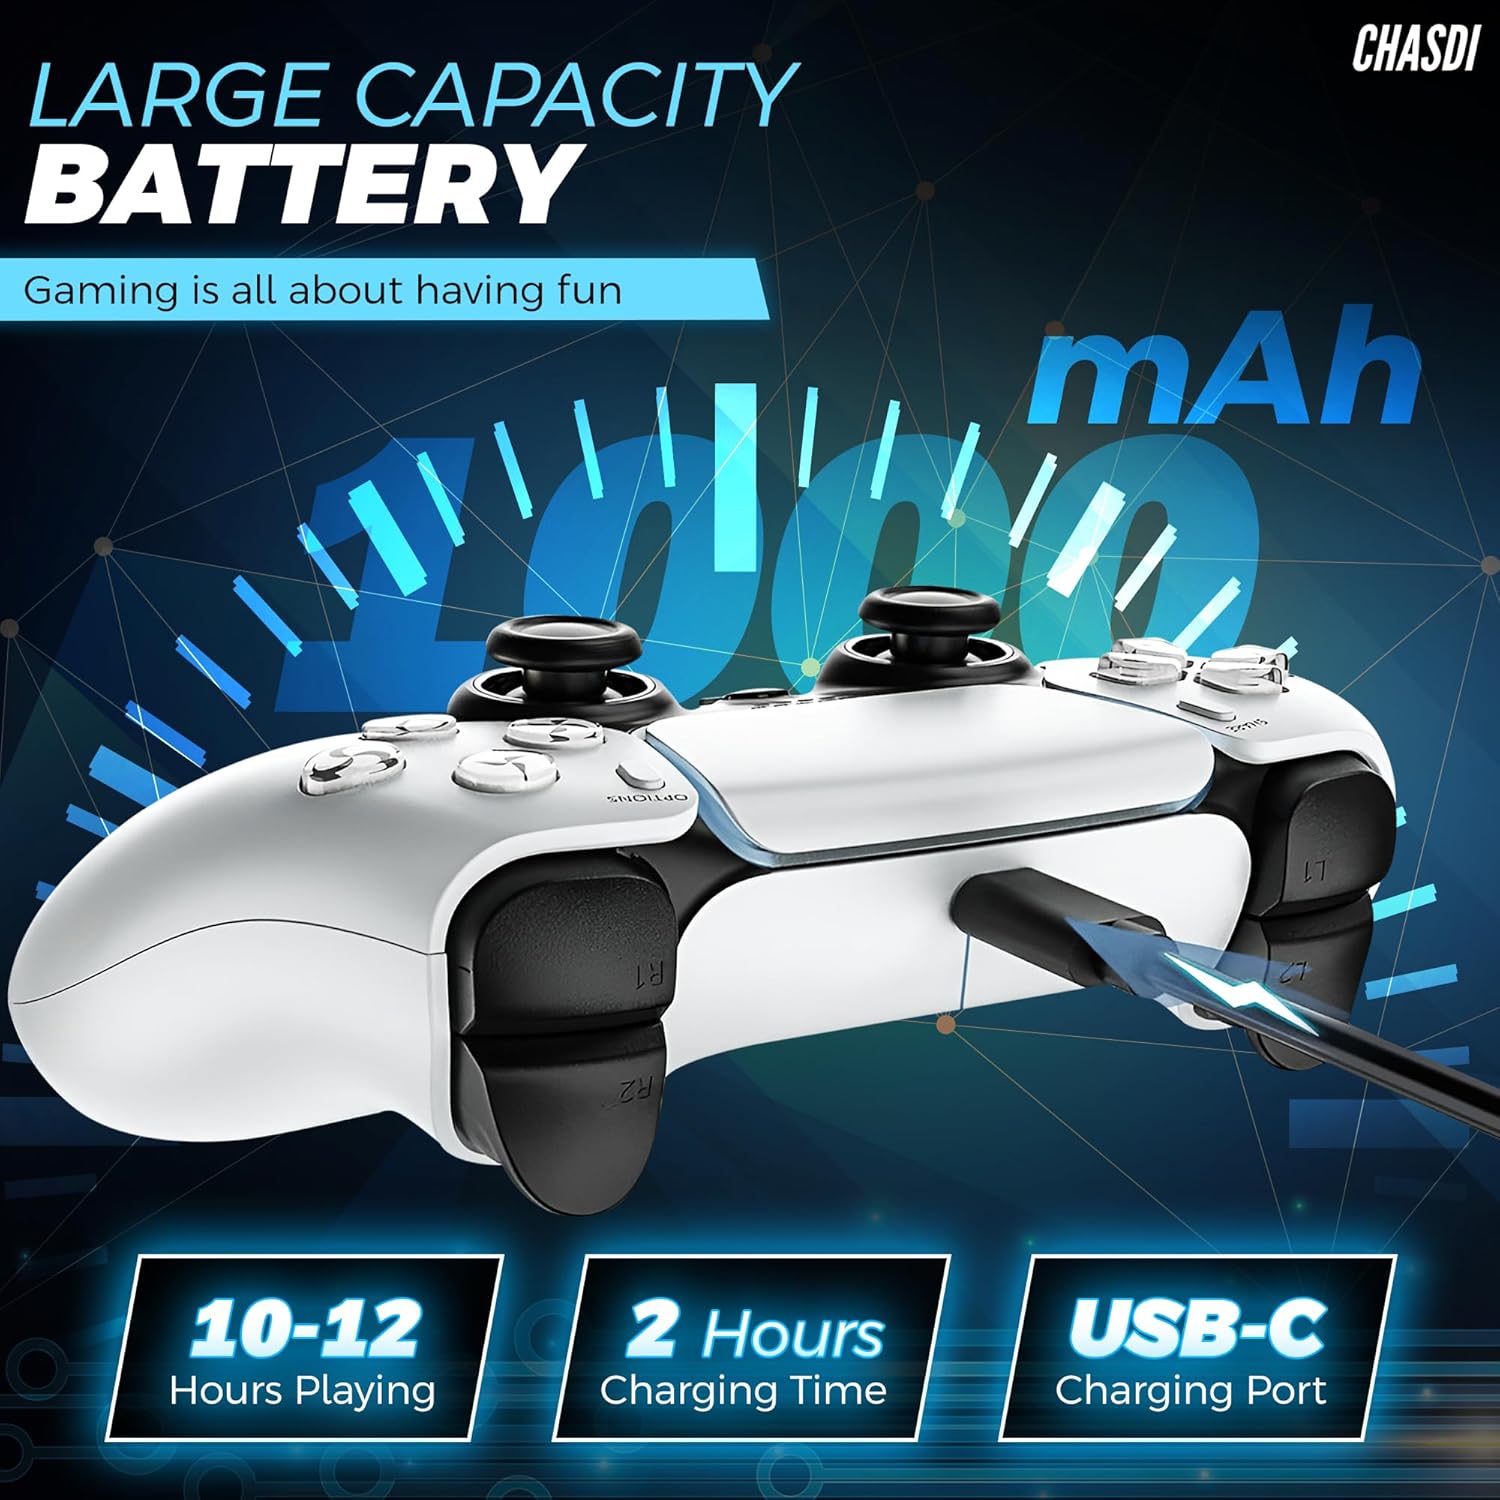 CHASDI
LARGE CAPACITY
BATTERY
Gaming is all about having fun
mAh
1000
OPTIONS
SHARE
L1
R1
L2
R2
10-12
Hours Playing
2 Hours
Charging Time
USB-C
Charging Port